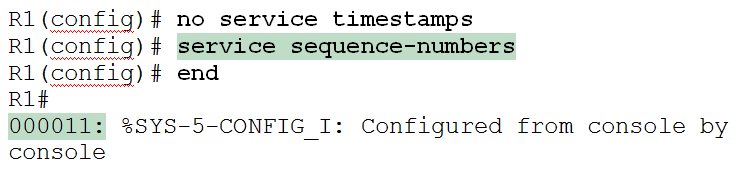 R1(config)# no service timestamps
R1(config)# service sequence-numbers
R1(config)# end
R1#
000011: %SYS-5-CONFIG_I: Configured from console by
console